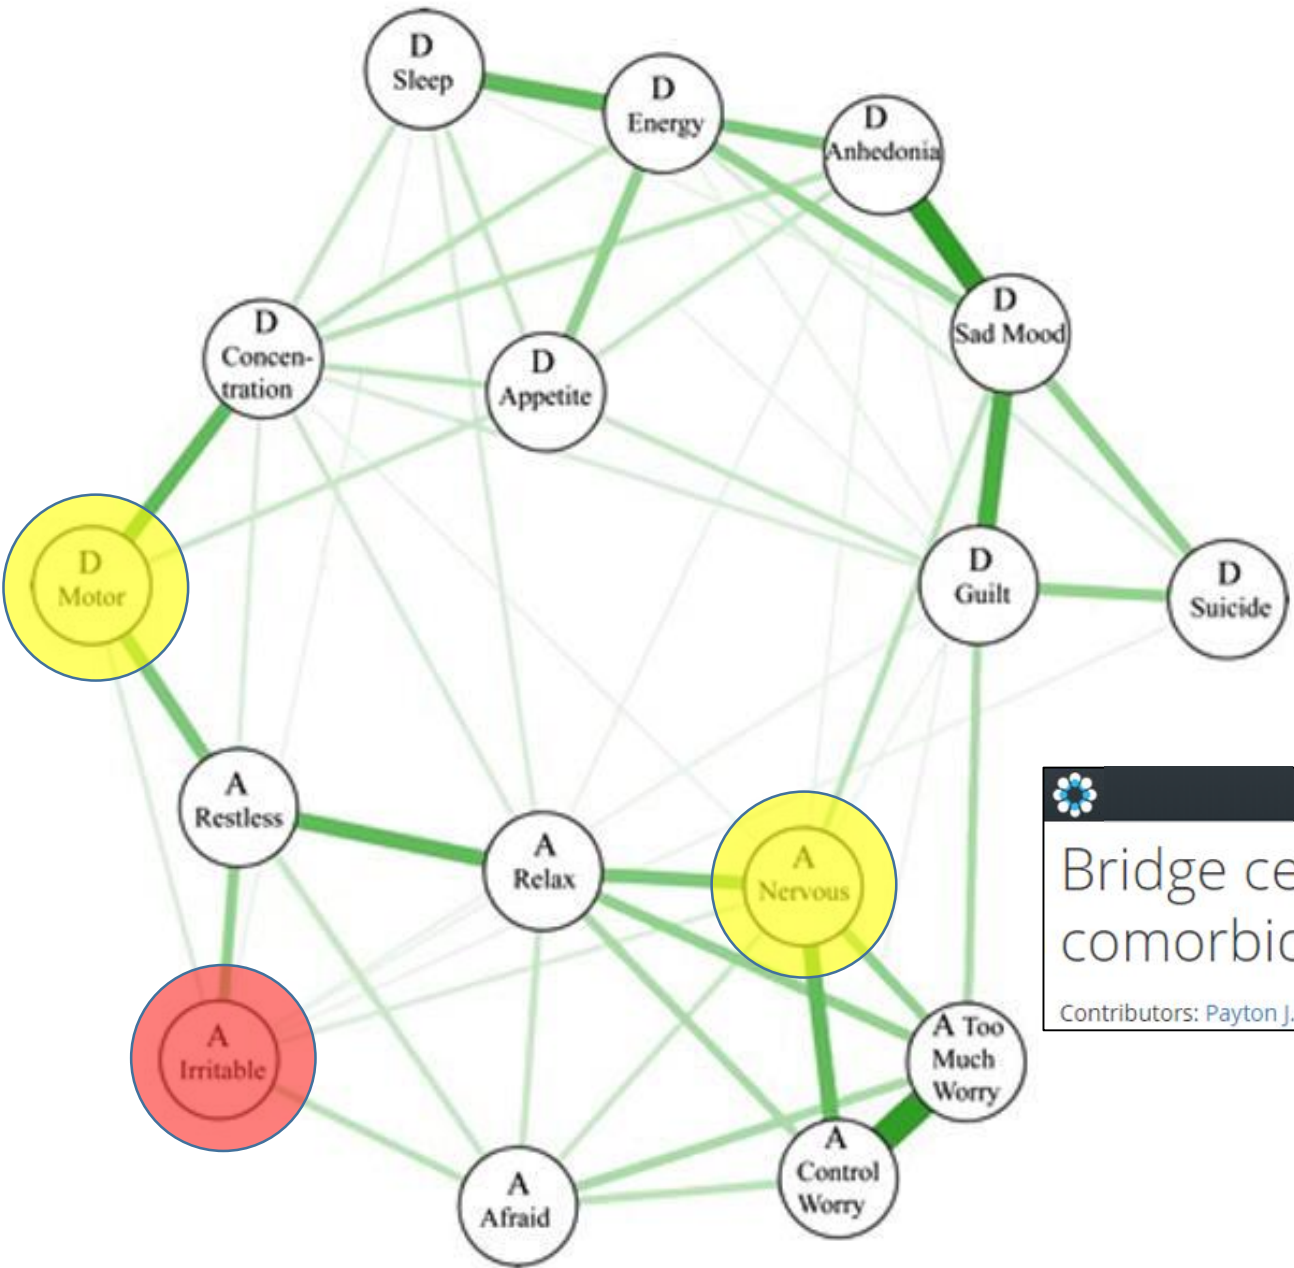 D
Sleep
D
Energy
D
Anhedonia
D
Sad Mood
D
Concen-
tration
D
Appetite
D
Motor
D
Guilt
D
Suicide
A
Restless
A
Relax
A
Nervous
Bridge ce
comorbid
Contributors: Payton J.
A
Irritable
A Too
Much
Worry
A
Control
Worry
A
Afraid